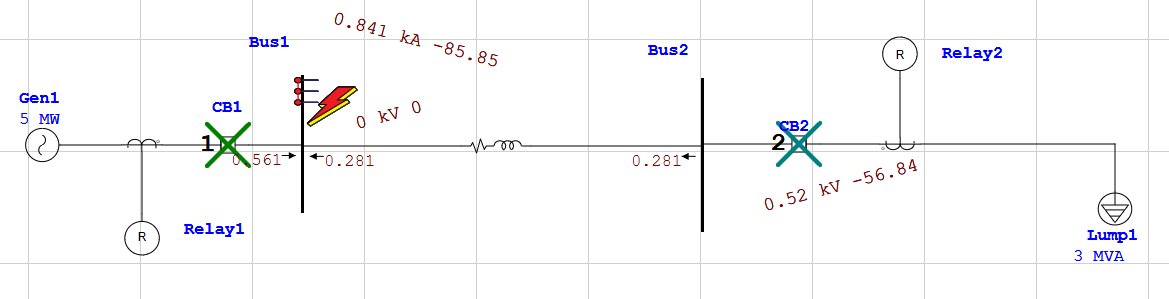 0.841 kA -85.85
Bus1
Bus2
R
Relay2
Gen1
5 MW
CB1
0 kV 0
CB2
1
2
0.561
0.281
0.281
0.52 kV -56.84
R
Relay1
Lump1
3 MVA